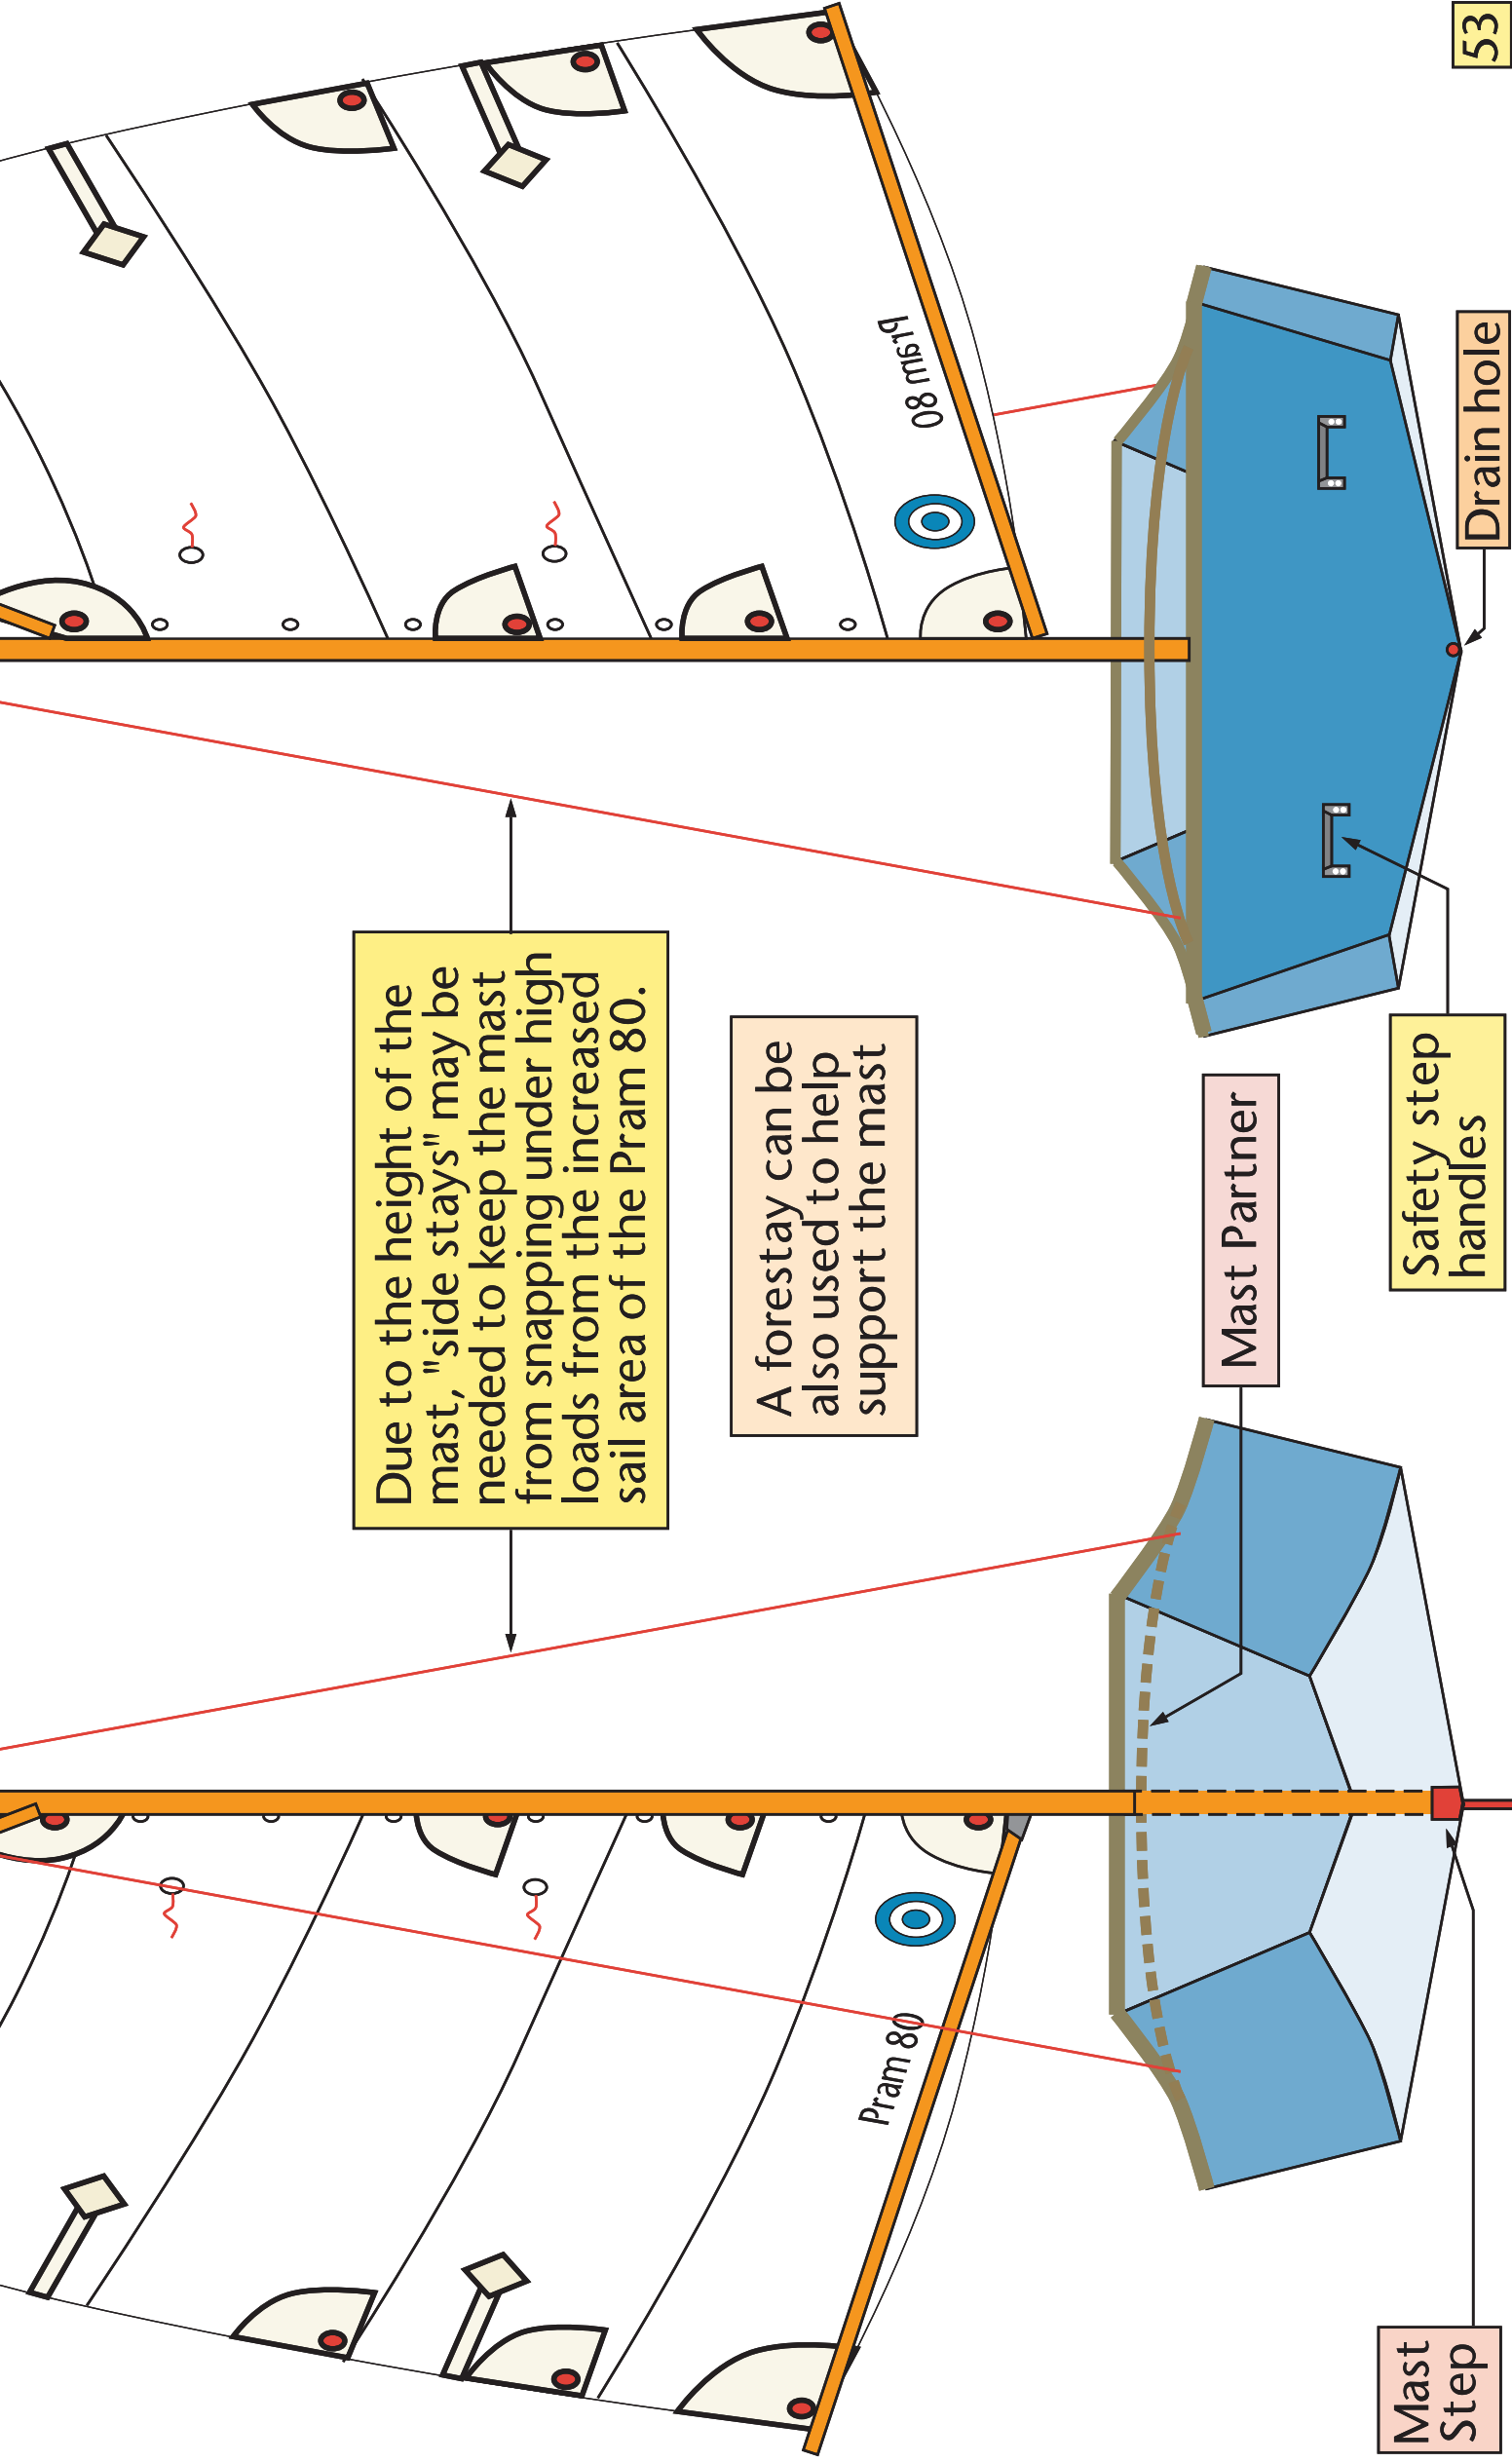 Due to the height of the
mast, "side stays" may be
needed to keep the mast
from snapping under high
loads from the increased
sail area of the Pram 80.
A forestay can be
also used to help
support the mast
Pram 80
Pram 80
Mast Partner
Mast
Step
Safety step
handles
Drain hole
53